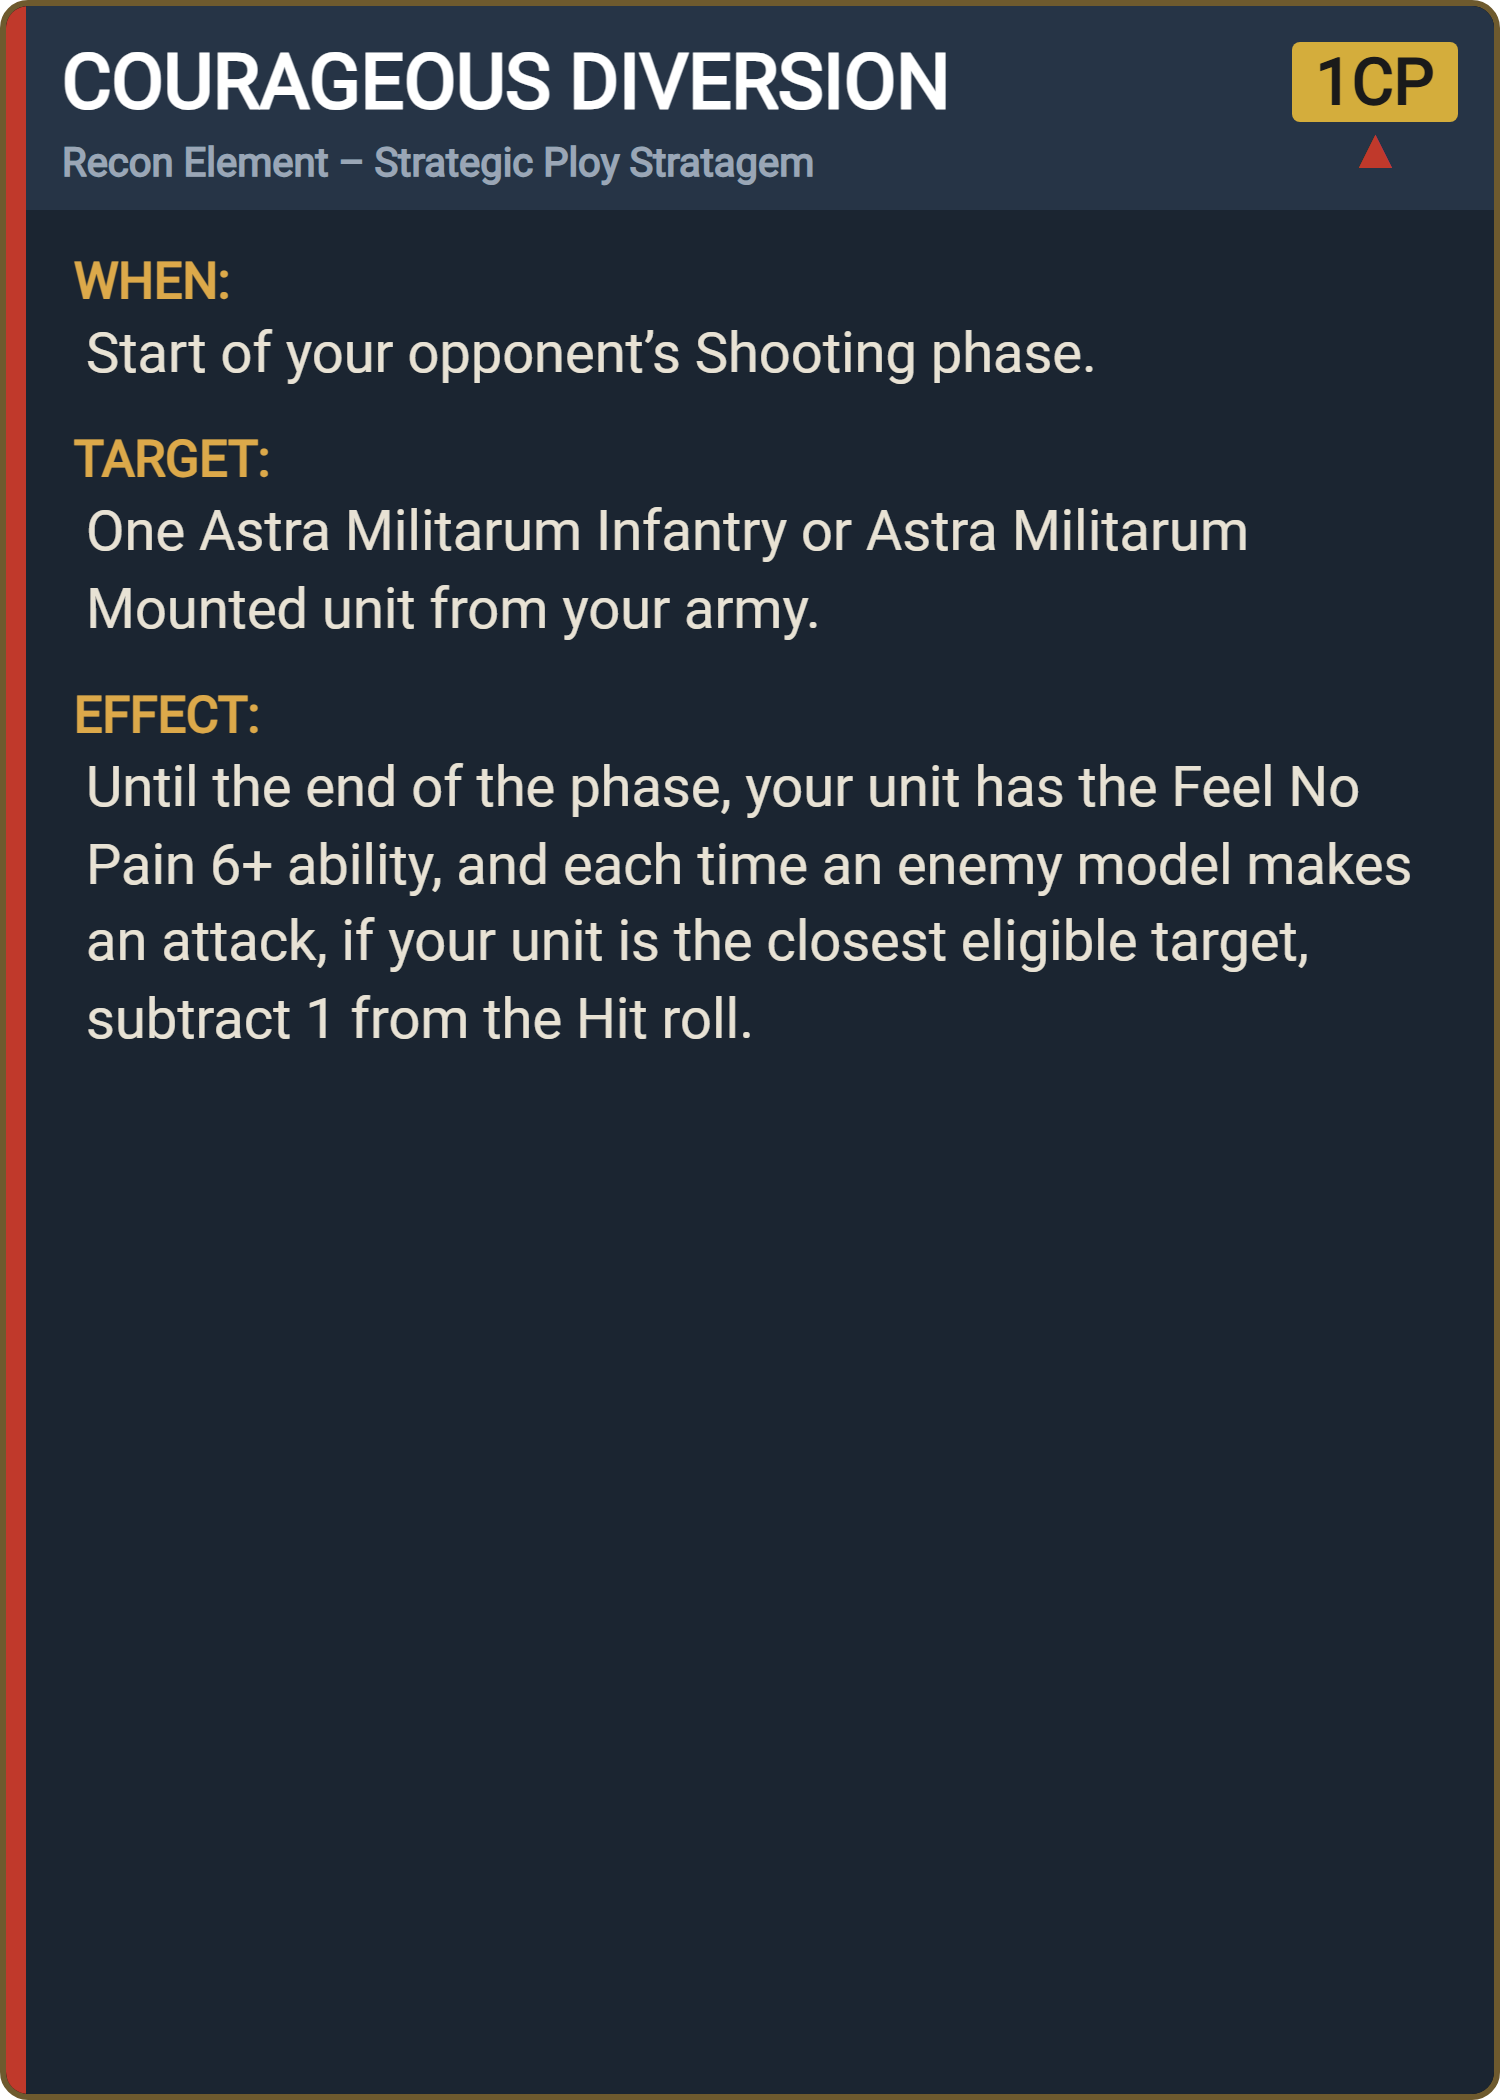 COURAGEOUS DIVERSION
1CP
Recon Element – Strategic Ploy Stratagem
WHEN:
Start of your opponent’s Shooting phase.
TARGET:
One Astra Militarum Infantry or Astra Militarum
Mounted unit from your army.
EFFECT:
Until the end of the phase, your unit has the Feel No
Pain 6+ ability, and each time an enemy model makes
an attack, if your unit is the closest eligible target,
subtract 1 from the Hit roll.